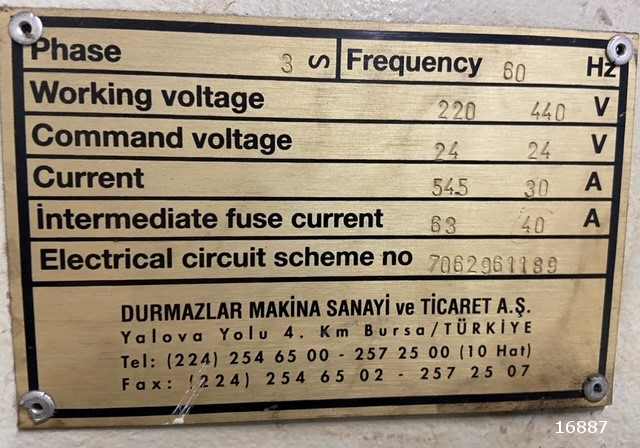 Phase 3 S Frequency 60 Hz
Working voltage 220 440 V
Command voltage 24 24 V
Current 54.5 30 A
İntermediate fuse current 63 40 A
Electrical circuit scheme no 7062961189
DURMAZLAR MAKİNA SANAYİ ve TİCARET A.Ş.
Yalova Yolu 4. Km Bursa/TÜRKİYE
Tel: (224) 254 65 00 - 257 25 00 (10 Hat)
Fax: (224) 254 65 02 - 257 25 07
16887